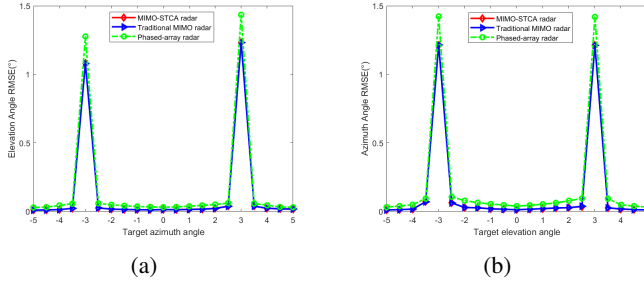 MIMO-STCA radar
Traditional MIMO radar
Phased-array radar
Elevation Angle RMSE(°)
1.5
1
0.5
0
-5 -4 -3 -2 -1 0 1 2 3 4 5
Target azimuth angle
(a)
MIMO-STCA radar
Traditional MIMO radar
Phased-array radar
Azimuth Angle RMSE(°)
1.5
1
0.5
0
-5 -4 -3 -2 -1 0 1 2 3 4
Target elevation angle
(b)